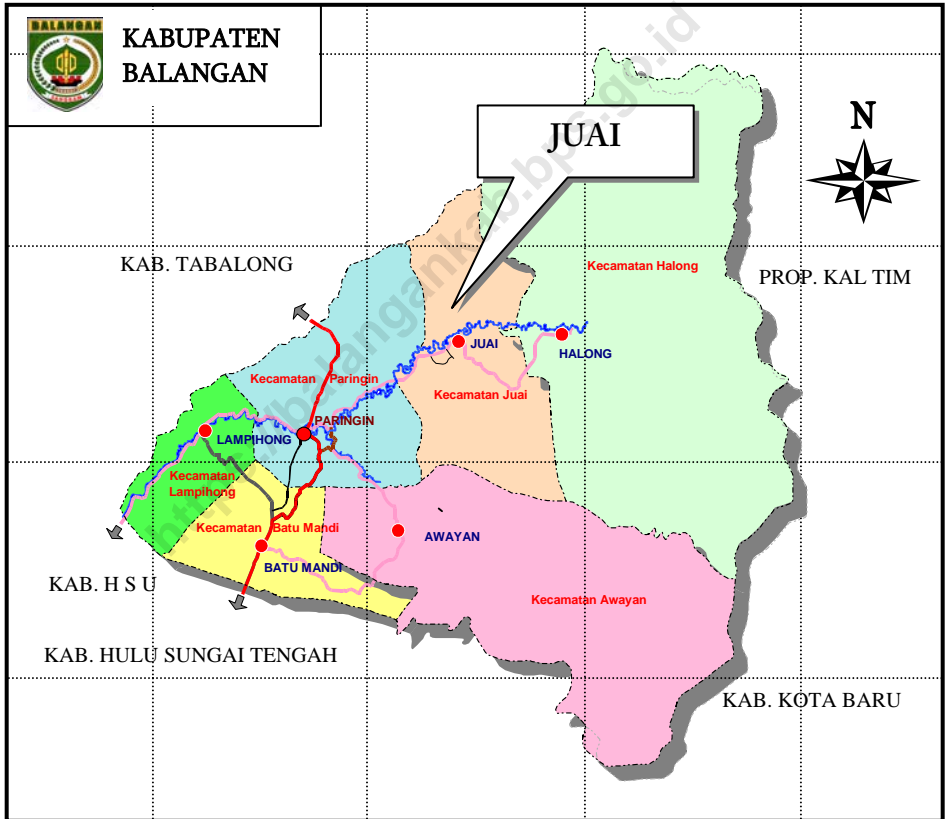 BALANGAN
KABUPATEN
BALANGAN
N
JUAI
KAB. TABALONG
Kecamatan Halong
PROP. KAL TIM
JUAI
HALONG
Kecamatan Paringin
Kecamatan Juai
PARINGIN
LAMPIHONG
Kecamatan
Lampihong
Kecamatan Batu Mandi
AWAYAN
BATU MANDI
KAB. H S U
Kecamatan Awayan
KAB. HULU SUNGAI TENGAH
KAB. KOTA BARU
https://balangankab.bps.go.id